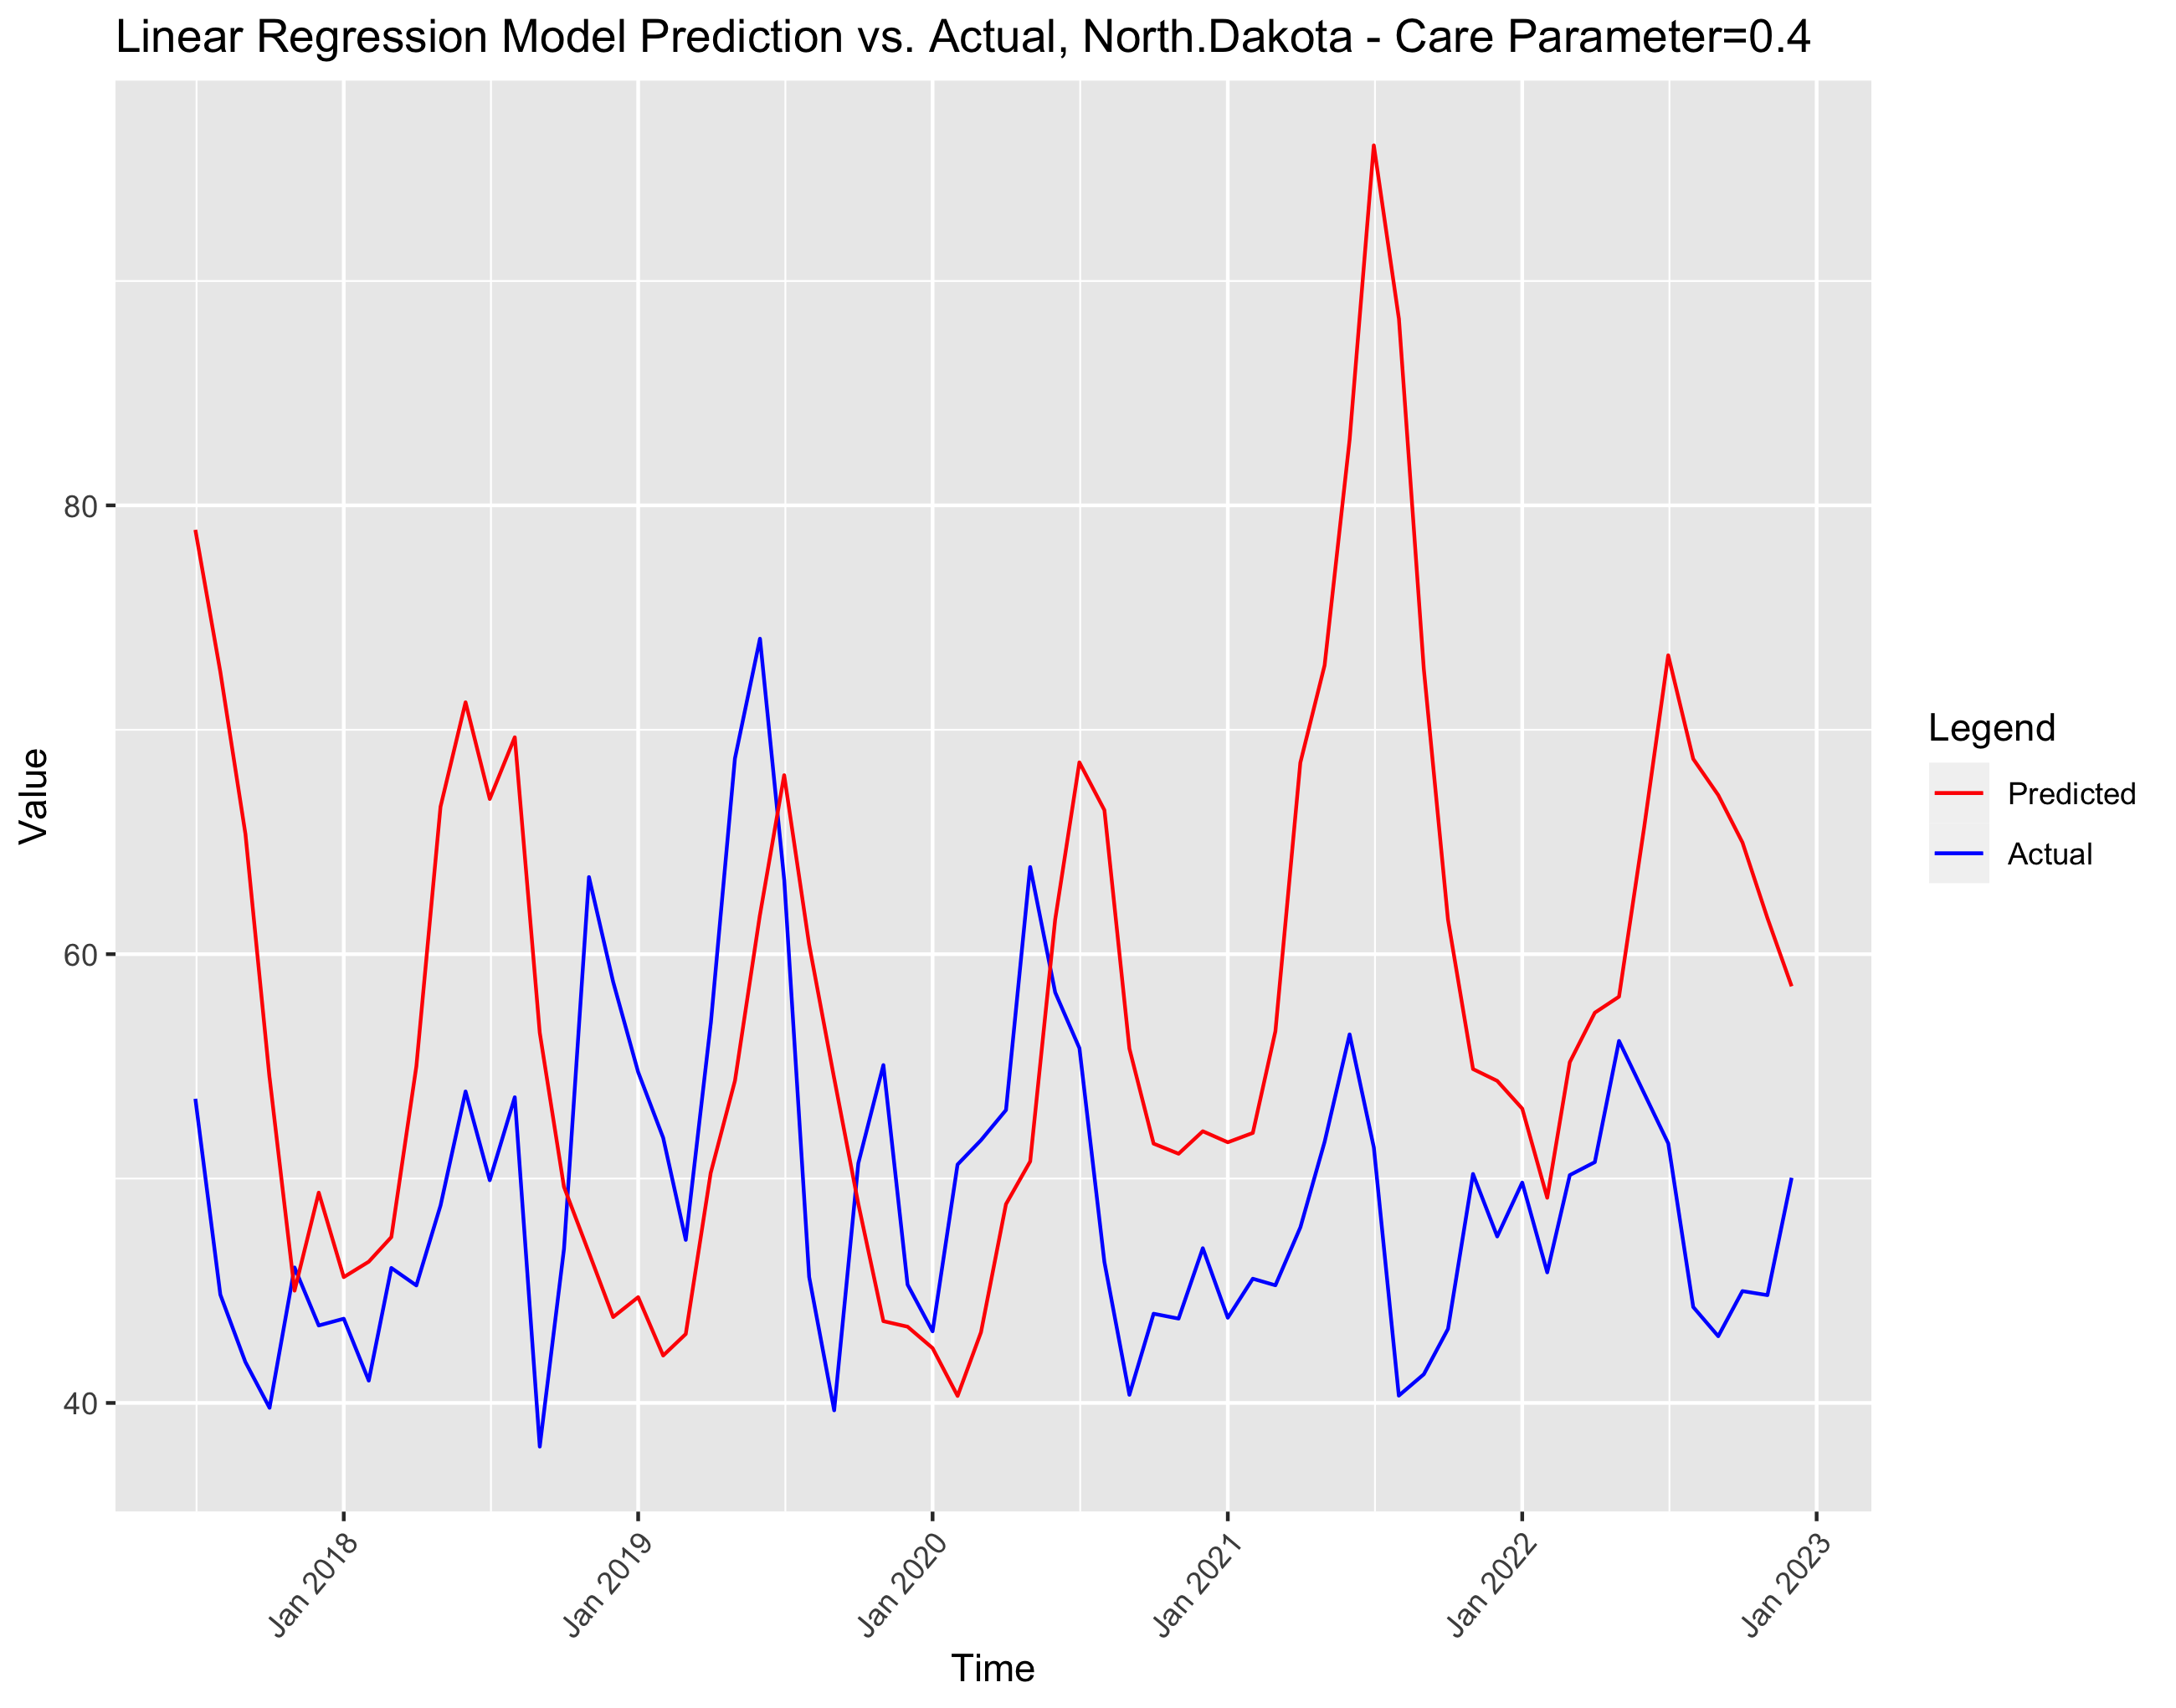 Linear Regression Model Prediction vs. Actual, North.Dakota - Care Parameter=0.4
Value
80
60
40
Jan 2018
Jan 2019
Jan 2020
Jan 2021
Jan 2022
Jan 2023
Time
Legend
Predicted
Actual